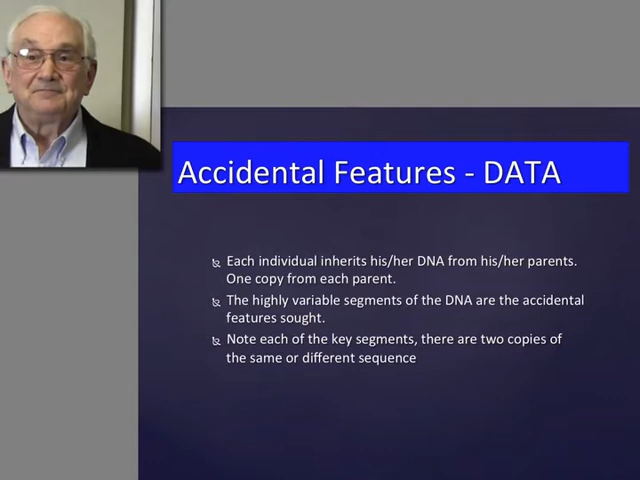 Accidental Features - DATA
Each individual inherits his/her DNA from his/her parents.
One copy from each parent.
The highly variable segments of the DNA are the accidental
features sought.
Note each of the key segments, there are two copies of
the same or different sequence